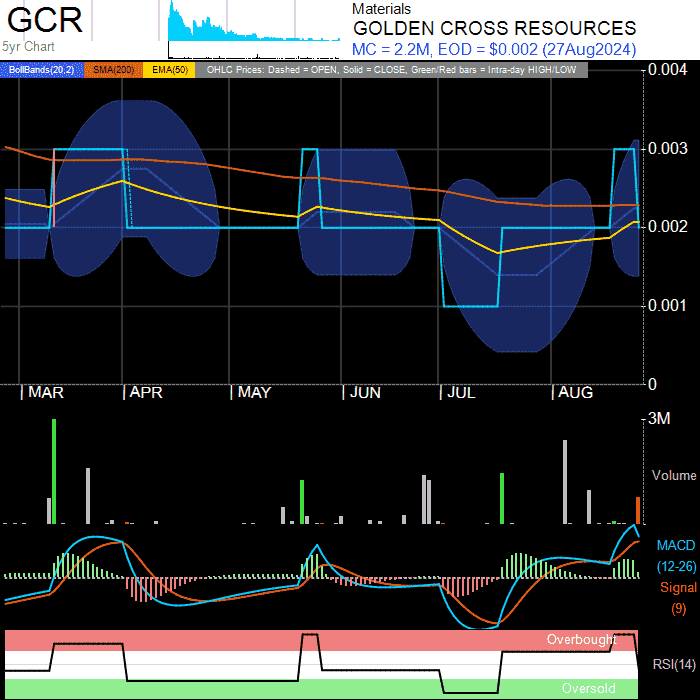 GCR
5yr Chart
Materials
GOLDEN CROSS RESOURCES
MC = 2.2M, EOD = $0.002 (27Aug2024)
BollBands(20,2) SMA(200) EMA(50) OHLC Prices: Dashed = OPEN, Solid = CLOSE, Green/Red bars = Intra-day HIGH/LOW
0.004
0.003
0.002
0.001
0
| MAR | APR | MAY | JUN | JUL | AUG
3M
Volume
MACD
(12-26)
Signal
(9)
Overbought
RSI(14)
Oversold